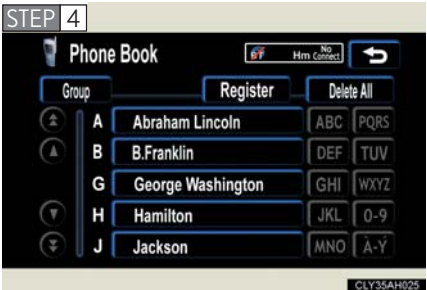 STEP 4
Phone Book
Hm No Connect
Group Register Delete All
A Abraham Lincoln ABC PQRS
B B.Franklin DEF TUV
G George Washington GHI WXYZ
H Hamilton JKL 0-9
J Jackson MNO À-Ý
CLY35AH025